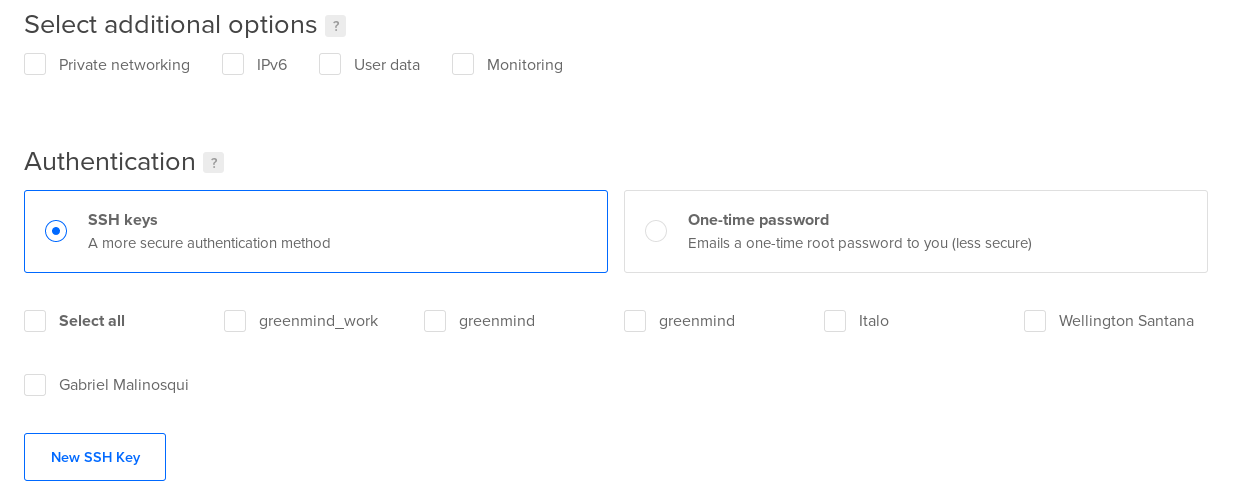 Select additional options ?
Private networking IPv6 User data Monitoring
Authentication ?
SSH keys
A more secure authentication method
One-time password
Emails a one-time root password to you (less secure)
Select all greenmind_work greenmind greenmind Italo Wellington Santana
Gabriel Malinosqui
New SSH Key